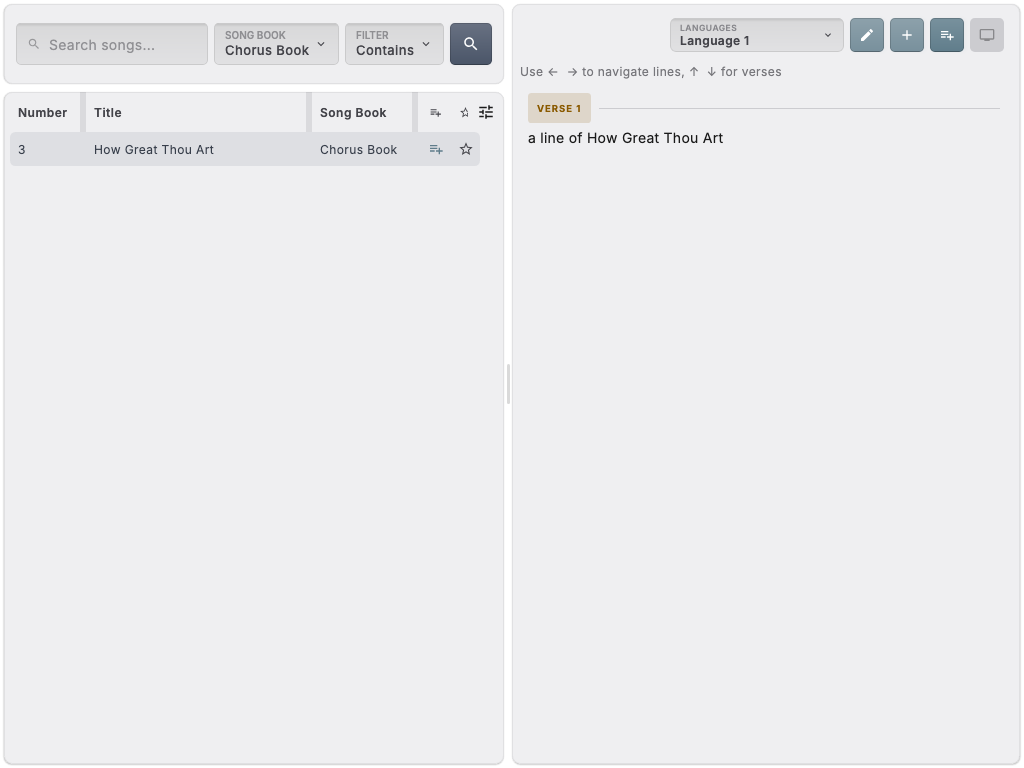 Search songs...
SONG BOOK
Chorus Book
FILTER
Contains
Number Title Song Book
3 How Great Thou Art Chorus Book
LANGUAGES
Language 1
Use ← → to navigate lines, ↑ ↓ for verses
VERSE 1
a line of How Great Thou Art